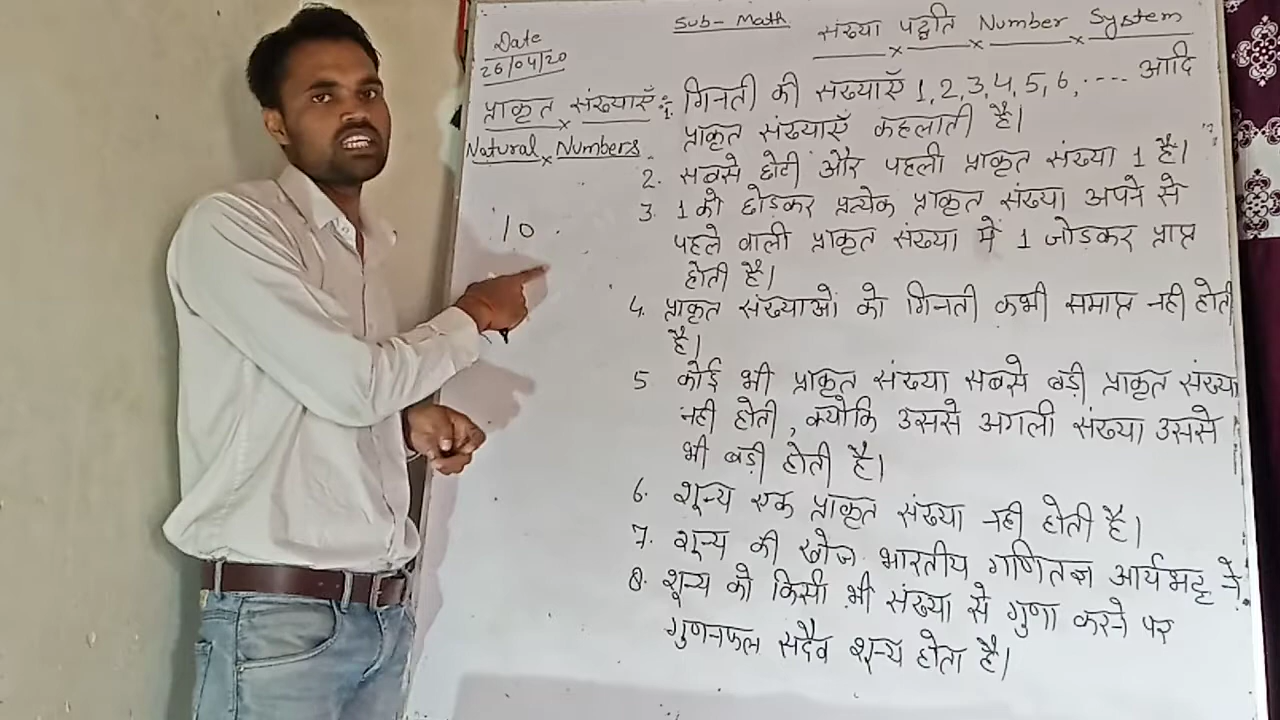 Sub- Math
संख्या पद्धति Number System
Date
26/04/20
प्राकृत संख्याएँ :
Natural Numbers
10
1. गिनती की संख्याएँ 1, 2, 3, 4, 5, 6, .... आदि
प्राकृत संख्याएँ कहलाती है।
2. सबसे छोटी और पहली प्राकृत संख्या 1 है।
3. 1 को छोड़कर प्रत्येक प्राकृत संख्या अपने से
पहले वाली प्राकृत संख्या में 1 जोडकर प्राप्त
होती है।
4. प्राकृत संख्याओं को गिनती कभी समाप्त नही होती
है।
5 कोई भी प्राकृत संख्या सबसे बड़ी प्राकृत संख्या
नही होती, क्योकि उससे अगली संख्या उससे
भी बड़ी होती है।
6. शून्य एक प्राकृत संख्या नही होती है।
7. शून्य की खोज भारतीय गणितज्ञ आर्यभट्ट ने
8. शून्य को किसी भी संख्या से गुणा करने पर
गुणनफल सदैव शून्य होता है।